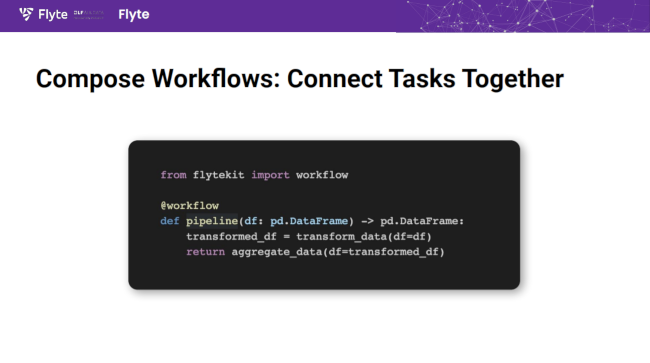 Flyte
Flyte
Compose Workflows: Connect Tasks Together
from flytekit import workflow
@workflow
def pipeline(df: pd.DataFrame) -> pd.DataFrame:
    transformed_df = transform_data(df=df)
    return aggregate_data(df=transformed_df)